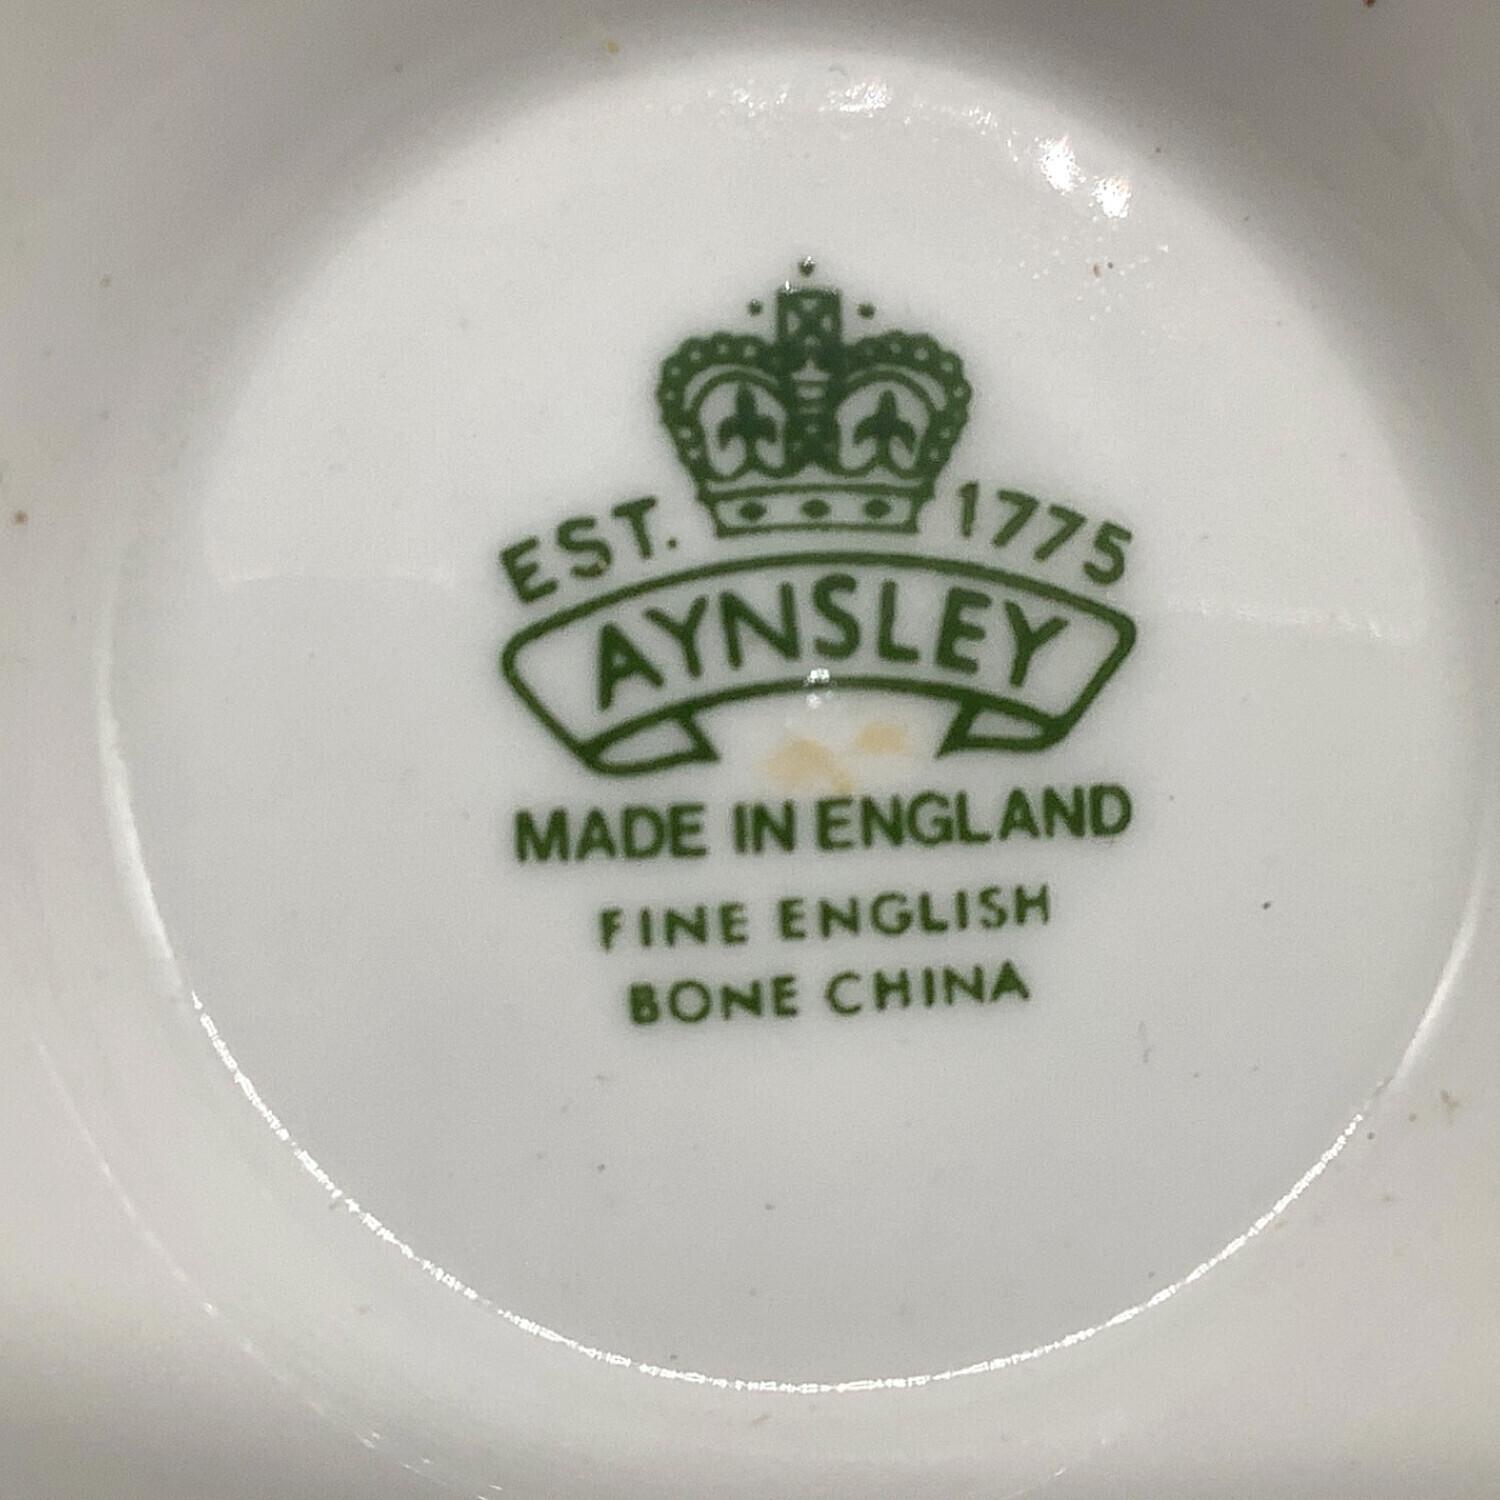 EST. 1775
AYNSLEY
MADE IN ENGLAND
FINE ENGLISH
BONE CHINA